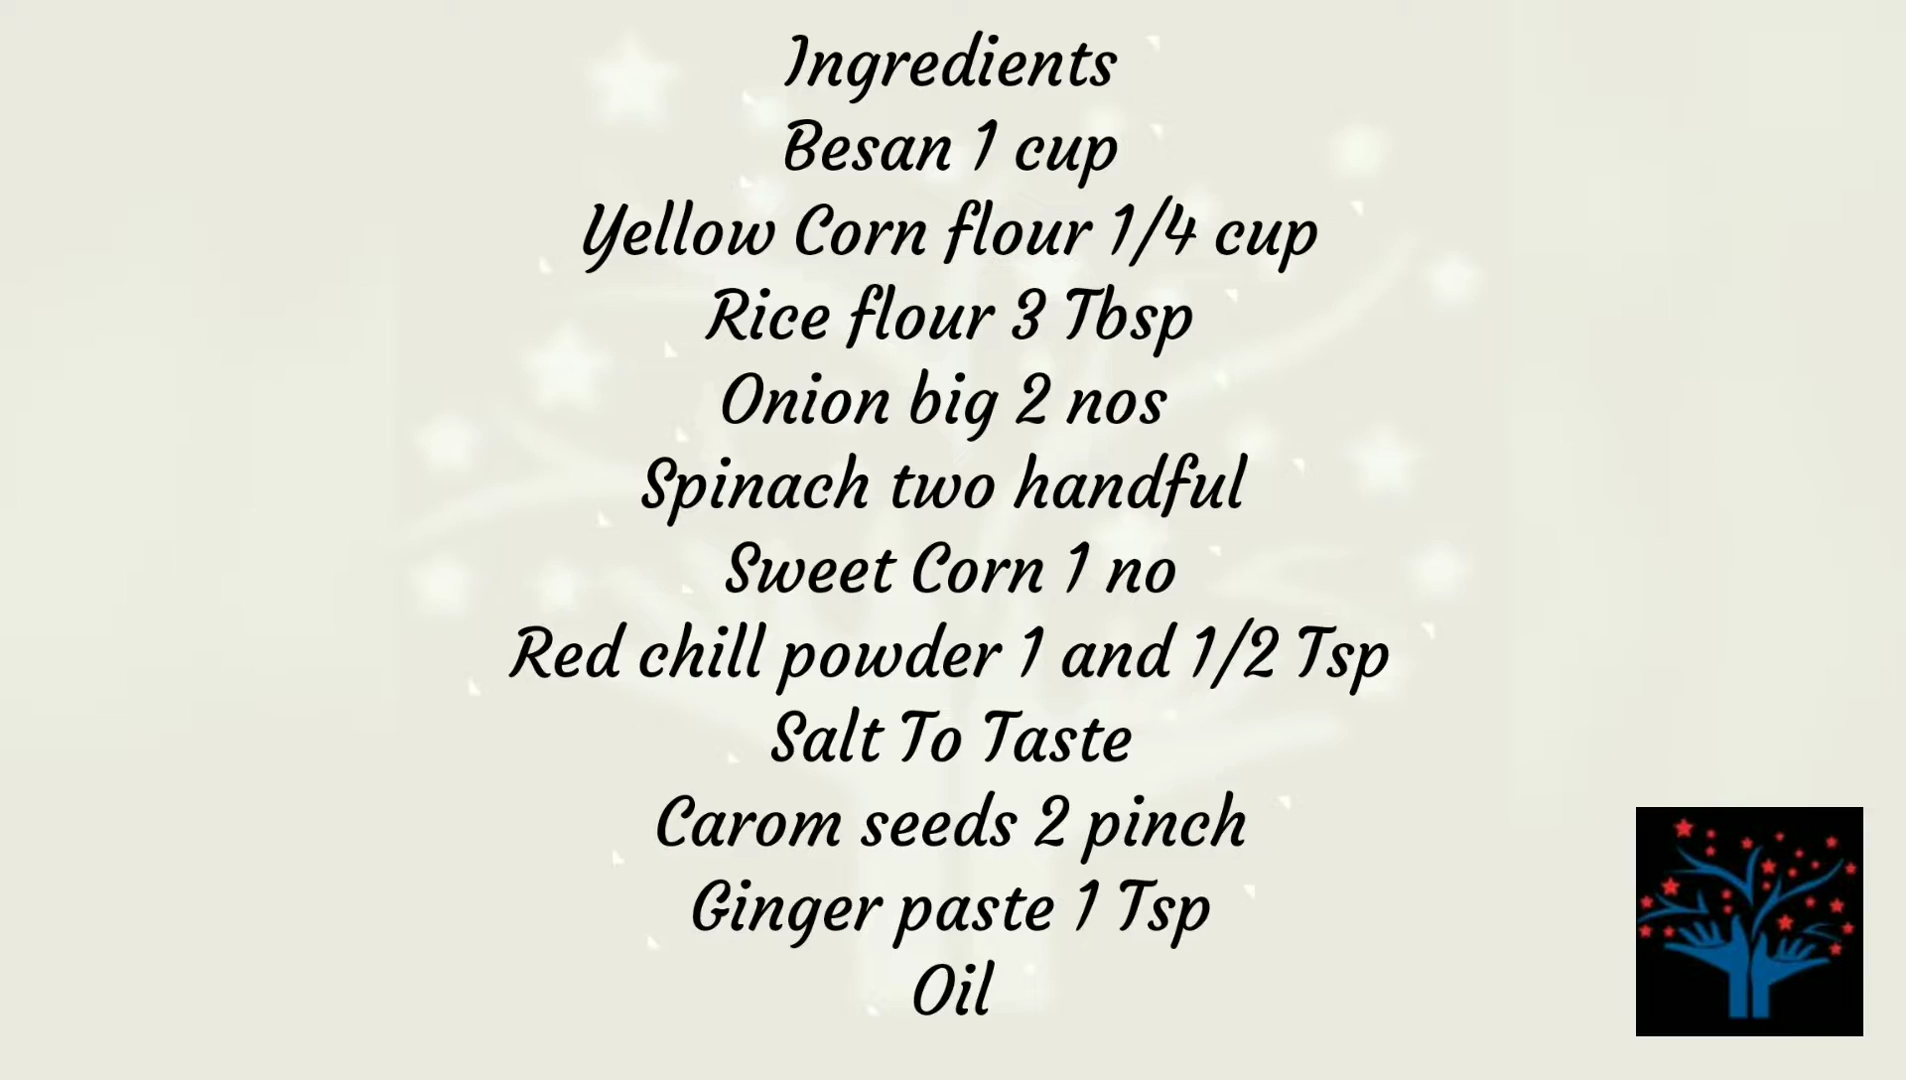 Ingredients
Besan 1 cup
Yellow Corn flour 1/4 cup
Rice flour 3 Tbsp
Onion big 2 nos
Spinach two handful
Sweet Corn 1 no
Red chill powder 1 and 1/2 Tsp
Salt To Taste
Carom seeds 2 pinch
Ginger paste 1 Tsp
Oil